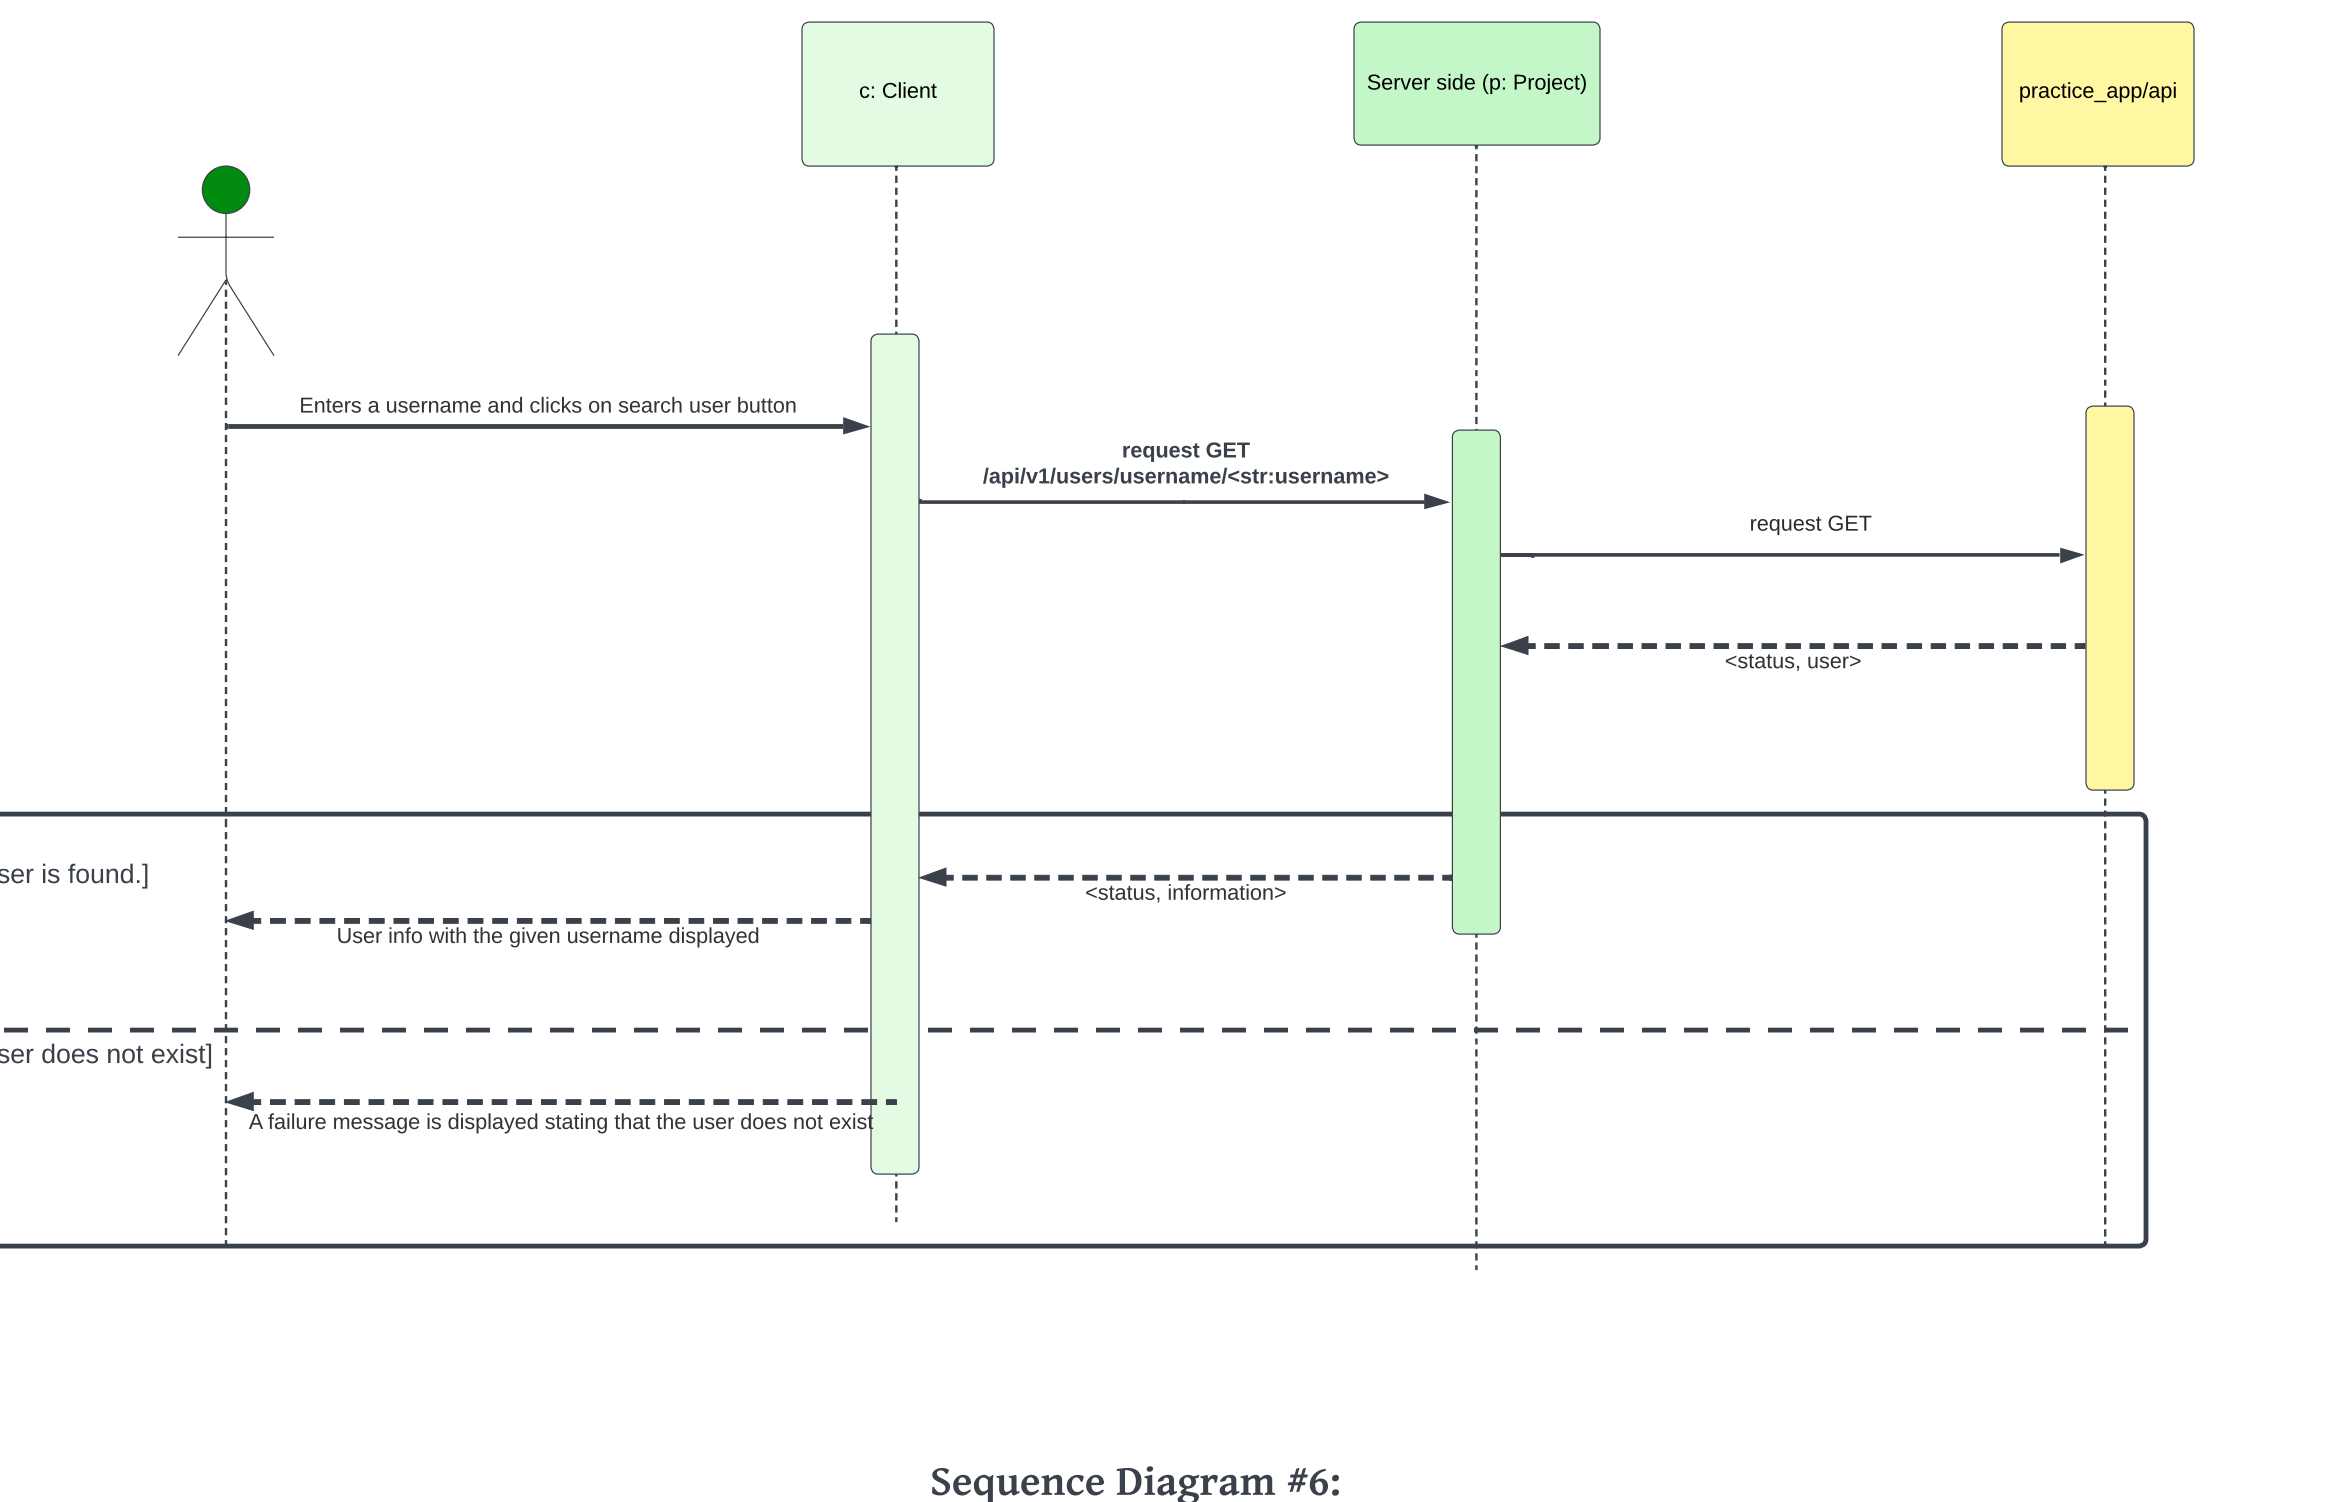 c: Client
Server side (p: Project)
practice_app/api
Enters a username and clicks on search user button
request GET
/api/v1/users/username/<str:username>
request GET
<status, user>
ser is found.]
<status, information>
User info with the given username displayed
ser does not exist]
A failure message is displayed stating that the user does not exist
Sequence Diagram #6: